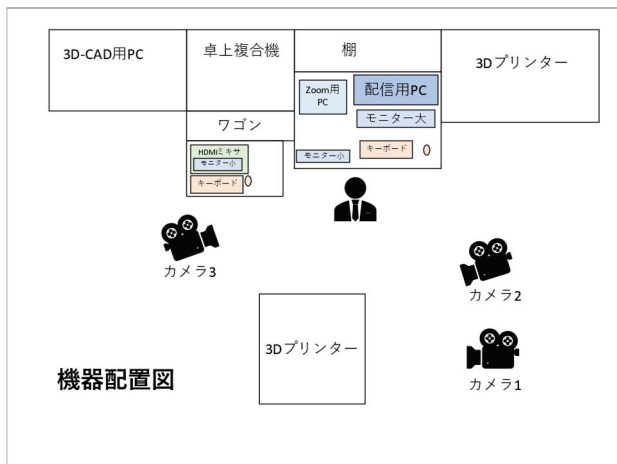 3D-CAD用PC
卓上複合機
棚
3Dプリンター
Zoom用
PC
配信用PC
モニター大
ワゴン
HDMIミキサ
モニター小
キーボード
モニター小
キーボード
カメラ3
カメラ2
3Dプリンター
カメラ1
機器配置図